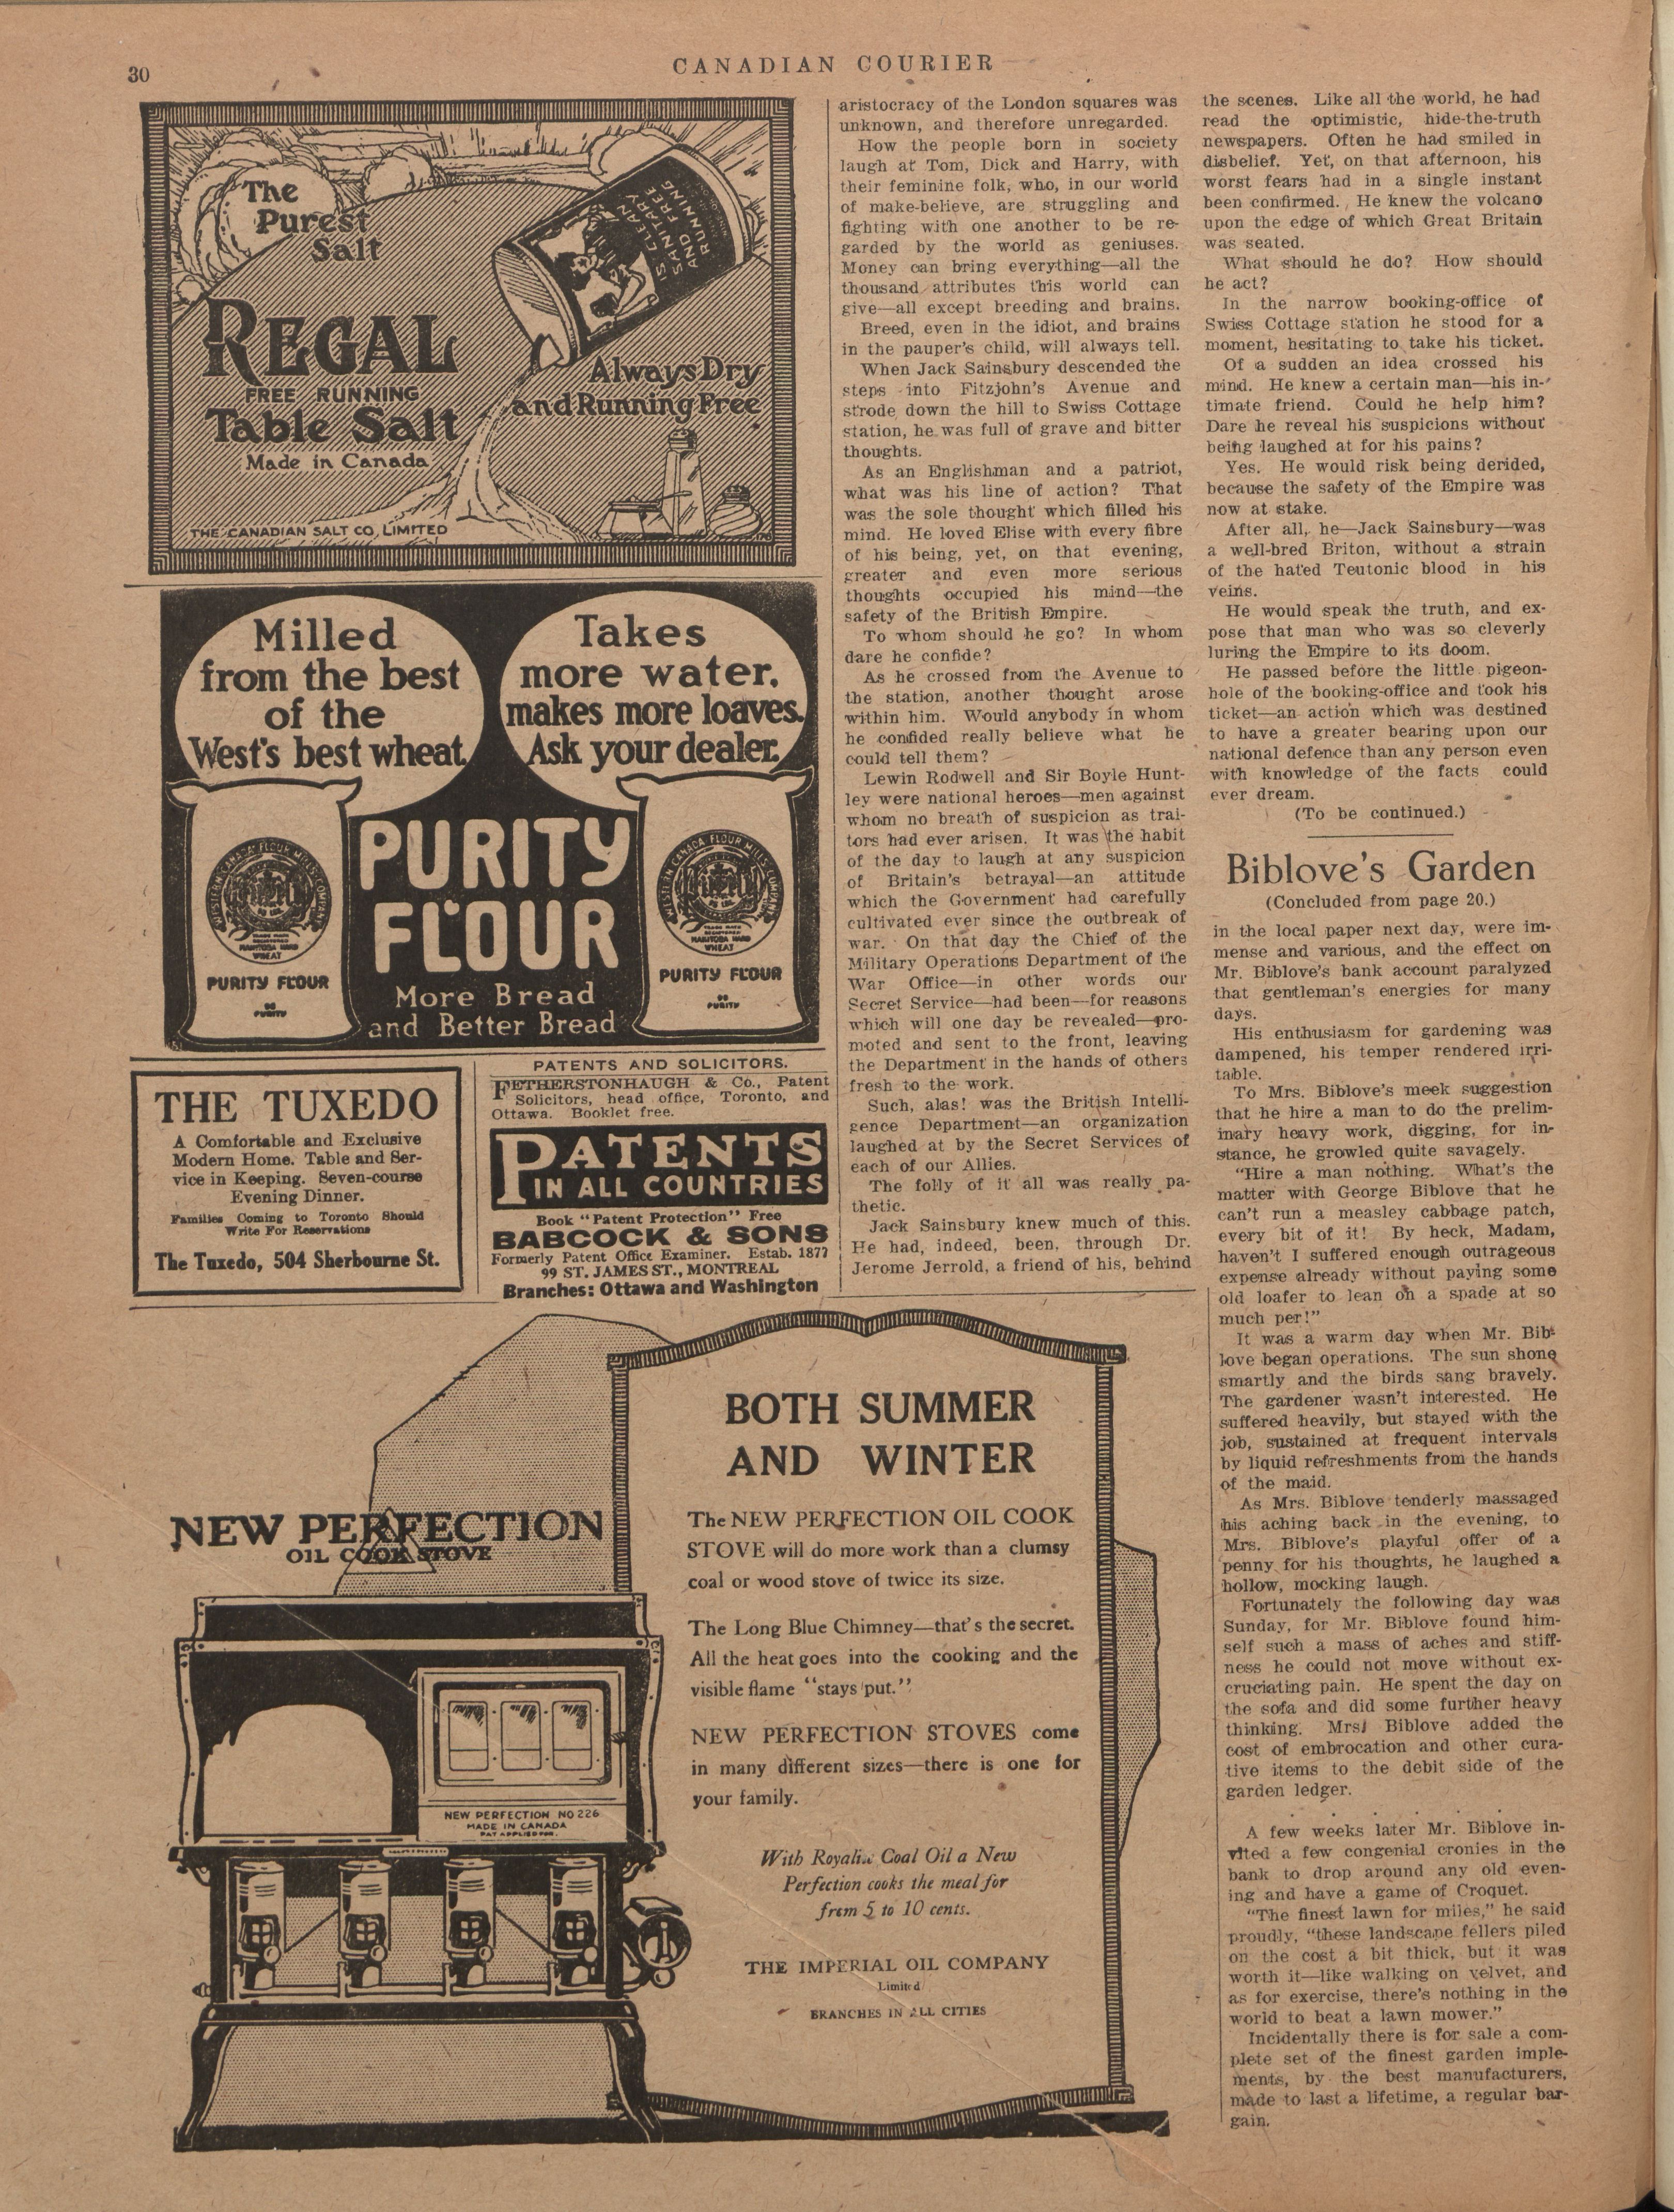 30
CANADIAN COURIER
The
Purest
Salt
REGAL
FREE RUNNING
Table Salt
Made in Canada
THE CANADIAN SALT CO, LIMITED
IS CLEAN
SANITARY
AND FREE
RUNNING
Always Dry
and Running Free
Milled
from the best
of the
West's best wheat.
Takes
more water,
makes more loaves.
Ask your dealer.
PURITY
FLOUR
More Bread
and Better Bread
WESTERN CANADA FLOUR MILLS COMPANY
MANITOBA HARD
WHEAT
PURITY FLOUR
PURITY
WESTERN CANADA FLOUR MILLS COMPANY
MANITOBA HARD
WHEAT
PURITY FLOUR
PURITY
THE TUXEDO
A Comfortable and Exclusive
Modern Home. Table and Ser-
vice in Keeping. Seven-course
Evening Dinner.
Families Coming to Toronto Should
Write For Reservations
The Tuxedo, 504 Sherbourne St.
PATENTS AND SOLICITORS.
FETHERSTONHAUGH & Co., Patent
Solicitors, head office, Toronto, and
Ottawa. Booklet free.
PATENTS
IN ALL COUNTRIES
Book "Patent Protection" Free
BABCOCK & SONS
Formerly Patent Office Examiner. Estab. 1877
99 ST. JAMES ST., MONTREAL
Branches: Ottawa and Washington
aristocracy of the London squares was
unknown, and therefore unregarded.
How the people born in society
laugh at Tom, Dick and Harry, with
their feminine folk, who, in our world
of make-believe, are struggling and
fighting with one another to be re-
garded by the world as geniuses.
Money can bring everything—all the
thousand attributes this world can
give—all except breeding and brains.
Breed, even in the idiot, and brains
in the pauper's child, will always tell.
When Jack Sainsbury descended the
steps into Fitzjohn's Avenue and
strode down the hill to Swiss Cottage
station, he was full of grave and bitter
thoughts.
As an Englishman and a patriot,
what was his line of action? That
was the sole thought which filled his
mind. He loved Elise with every fibre
of his being, yet, on that evening,
greater and even more serious
thoughts occupied his mind—the
safety of the British Empire.
To whom should he go? In whom
dare he confide?
As he crossed from the Avenue to
the station, another thought arose
within him. Would anybody in whom
he confided really believe what he
could tell them?
Lewin Rodwell and Sir Boyle Hunt-
ley were national heroes—men against
whom no breath of suspicion as trai-
tors had ever arisen. It was the habit
of the day to laugh at any suspicion
of Britain's betrayal—an attitude
which the Government had carefully
cultivated ever since the outbreak of
war. On that day the Chief of the
Military Operations Department of the
War Office—in other words our
Secret Service—had been—for reasons
which will one day be revealed—pro-
moted and sent to the front, leaving
the Department in the hands of others
fresh to the work.
Such, alas! was the British Intelli-
gence Department—an organization
laughed at by the Secret Services of
each of our Allies.
The folly of it all was really pa-
thetic.
Jack Sainsbury knew much of this.
He had, indeed, been, through Dr.
Jerome Jerrold, a friend of his, behind
the scenes. Like all the world, he had
read the optimistic, hide-the-truth
newspapers. Often he had smiled in
disbelief. Yet, on that afternoon, his
worst fears had in a single instant
been confirmed. He knew the volcano
upon the edge of which Great Britain
was seated.
What should he do? How should
he act?
In the narrow booking-office of
Swiss Cottage station he stood for a
moment, hesitating to take his ticket.
Of a sudden an idea crossed his
mind. He knew a certain man—his in-
timate friend. Could he help him?
Dare he reveal his suspicions without
being laughed at for his pains?
Yes. He would risk being derided,
because the safety of the Empire was
now at stake.
After all, he—Jack Sainsbury—was
a well-bred Briton, without a strain
of the hated Teutonic blood in his
veins.
He would speak the truth, and ex-
pose that man who was so cleverly
luring the Empire to its doom.
He passed before the little pigeon-
hole of the booking-office and took his
ticket—an action which was destined
to have a greater bearing upon our
national defence than any person even
with knowledge of the facts could
ever dream.
(To be continued.)
Biblove's Garden
(Concluded from page 20.)
in the local paper next day, were im-
mense and various, and the effect on
Mr. Biblove's bank account paralyzed
that gentleman's energies for many
days.
His enthusiasm for gardening was
dampened, his temper rendered irri-
table.
To Mrs. Biblove's meek suggestion
that he hire a man to do the prelim-
inary heavy work, digging, for in-
stance, he growled quite savagely.
"Hire a man nothing. What's the
matter with George Biblove that he
can't run a measley cabbage patch,
every bit of it! By heck, Madam,
haven't I suffered enough outrageous
expense already without paying some
old loafer to lean on a spade at so
much per!"
It was a warm day when Mr. Bib-
love began operations. The sun shone
smartly and the birds sang bravely.
The gardener wasn't interested. He
suffered heavily, but stayed with the
job, sustained at frequent intervals
by liquid refreshments from the hands
of the maid.
As Mrs. Biblove tenderly massaged
his aching back in the evening, to
Mrs. Biblove's playful offer of a
penny for his thoughts, he laughed a
hollow, mocking laugh.
Fortunately the following day was
Sunday, for Mr. Biblove found him-
self such a mass of aches and stiff-
ness he could not move without ex-
cruciating pain. He spent the day on
the sofa and did some further heavy
thinking. Mrs. Biblove added the
cost of embrocation and other cura-
tive items to the debit side of the
garden ledger.
A few weeks later Mr. Biblove in-
vited a few congenial cronies in the
bank to drop around any old even-
ing and have a game of Croquet.
"The finest lawn for miles," he said
proudly, "these landscape fellers piled
on the cost a bit thick, but it was
worth it—like walking on velvet, and
as for exercise, there's nothing in the
world to beat a lawn mower."
Incidentally there is for sale a com-
plete set of the finest garden imple-
ments, by the best manufacturers,
made to last a lifetime, a regular bar-
gain.
NEW PERFECTION
OIL COOK STOVE
NEW PERFECTION NO 226
MADE IN CANADA
PAT APPLIED FOR.
BOTH SUMMER
AND WINTER
The NEW PERFECTION OIL COOK
STOVE will do more work than a clumsy
coal or wood stove of twice its size.
The Long Blue Chimney—that's the secret.
All the heat goes into the cooking and the
visible flame "stays put."
NEW PERFECTION STOVES come
in many different sizes—there is one for
your family.
With Royalite Coal Oil a New
Perfection cooks the meal for
from 5 to 10 cents.
THE IMPERIAL OIL COMPANY
Limited
BRANCHES IN ALL CITIES